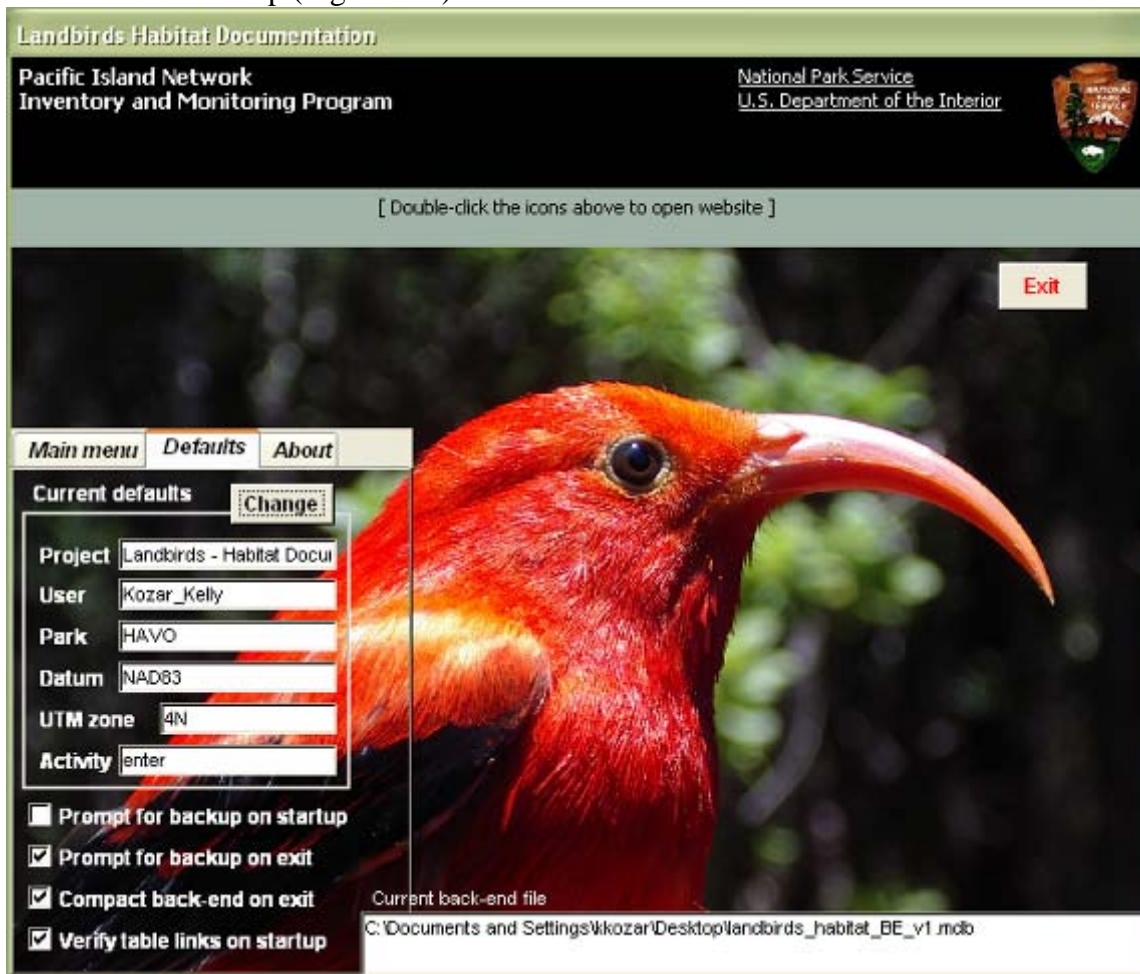 Landbirds Habitat Documentation
Pacific Island Network
Inventory and Monitoring Program
National Park Service
U.S. Department of the Interior
NATIONAL
PARK
SERVICE
[ Double-click the icons above to open website ]
Exit
Main menu Defaults About
Current defaults Change
Project Landbirds - Habitat Docu
User Kozar_Kelly
Park HAVO
Datum NAD83
UTM zone 4N
Activity enter
Prompt for backup on startup
Prompt for backup on exit
Compact back-end on exit
Verify table links on startup
Current back-end file
C:\Documents and Settings\kkozar\Desktop\landbirds_habitat_BE_v1.mdb